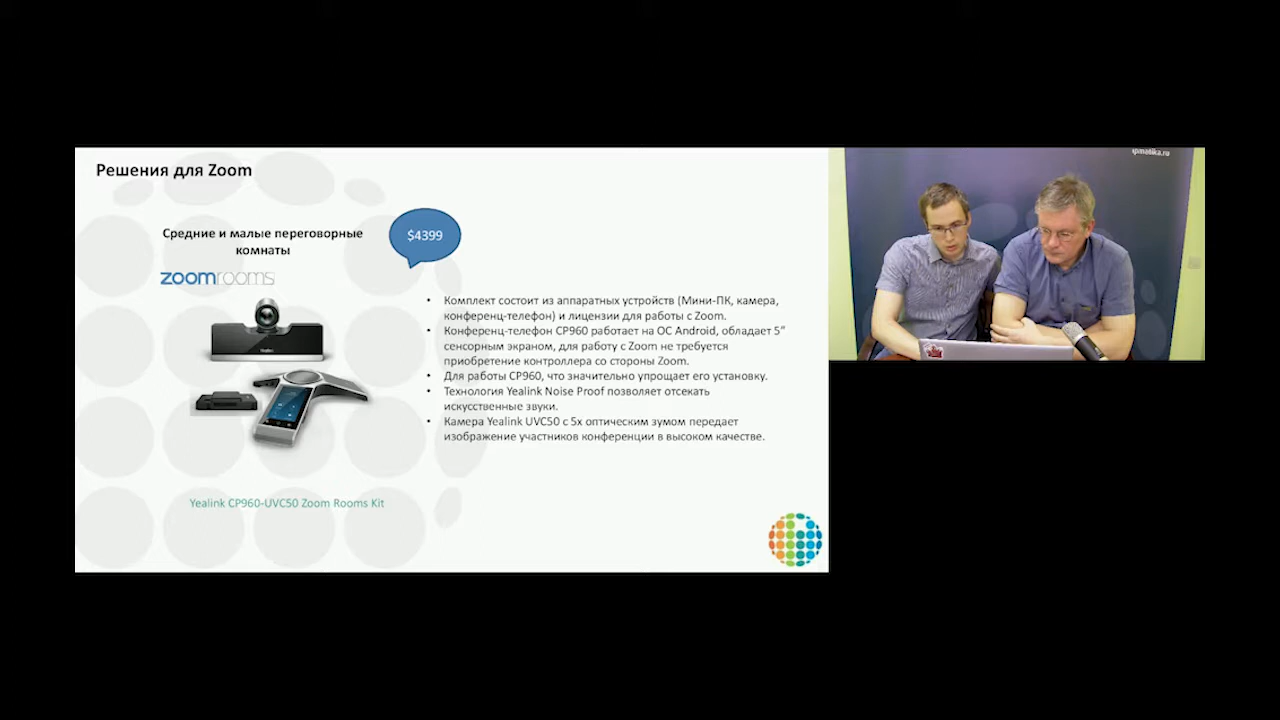 Решения для Zoom
Средние и малые переговорные
комнаты
$4399
zoomrooms
Комплект состоит из аппаратных устройств (Мини-ПК, камера,
конференц-телефон) и лицензии для работы с Zoom.
Конференц-телефон CP960 работает на ОС Android, обладает 5”
сенсорным экраном, для работу с Zoom не требуется
приобретение контроллера со стороны Zoom.
Для работы CP960, что значительно упрощает его установку.
Технология Yealink Noise Proof позволяет отсекать
искусственные звуки.
Камера Yealink UVC50 с 5х оптическим зумом передает
изображение участников конференции в высоком качестве.
Yealink CP960-UVC50 Zoom Rooms Kit
ipmatika.ru